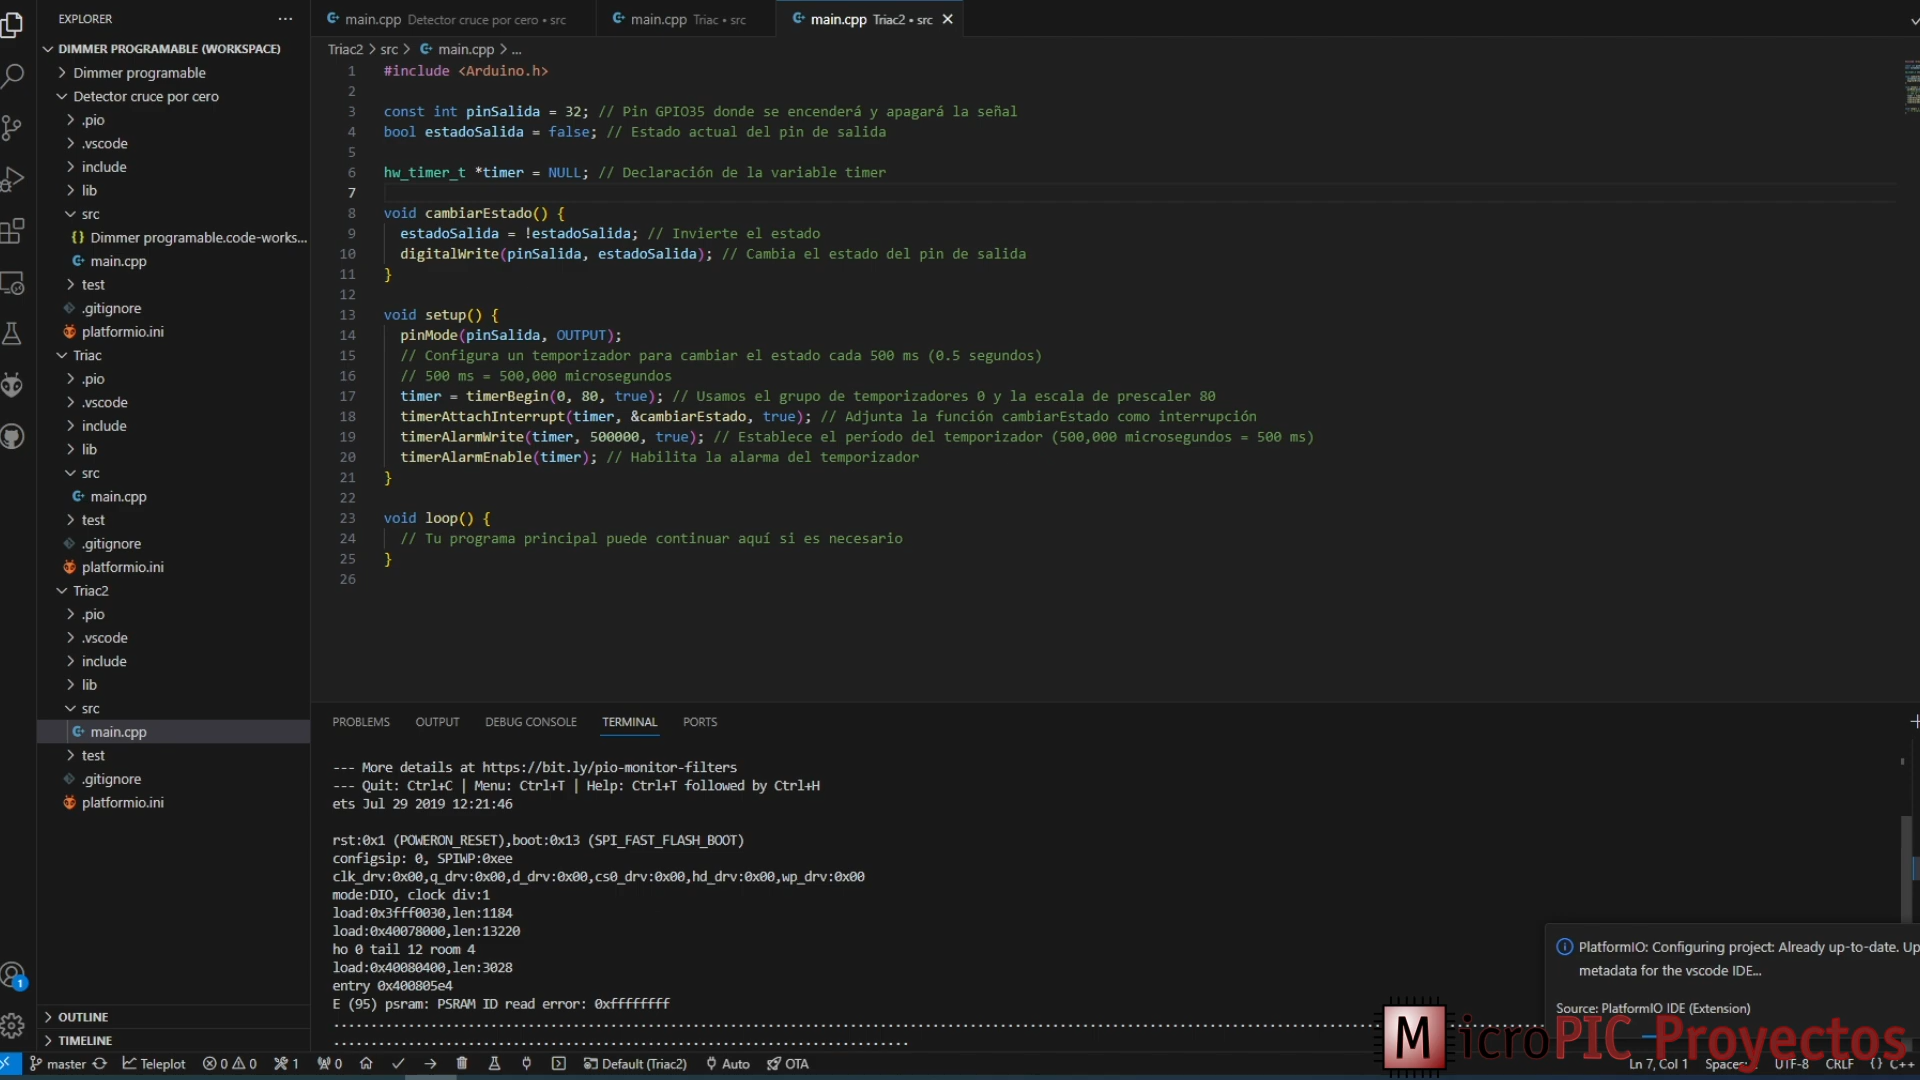 EXPLORER
DIMMER PROGRAMABLE (WORKSPACE)
Dimmer programable
Detector cruce por cero
.pio
.vscode
include
lib
src
{} Dimmer programable.code-works...
main.cpp
test
.gitignore
platformio.ini
Triac
.pio
.vscode
include
lib
src
main.cpp
test
.gitignore
platformio.ini
Triac2
.pio
.vscode
include
lib
src
main.cpp
test
.gitignore
platformio.ini
OUTLINE
TIMELINE
main.cpp Detector cruce por cero • src
main.cpp Triac • src
main.cpp Triac2 • src
Triac2 > src > main.cpp > ...
1 #include <Arduino.h>
2
3 const int pinSalida = 32; // Pin GPIO35 donde se encenderá y apagará la señal
4 bool estadoSalida = false; // Estado actual del pin de salida
5
6 hw_timer_t *timer = NULL; // Declaración de la variable timer
7
8 void cambiarEstado() {
9 estadoSalida = !estadoSalida; // Invierte el estado
10 digitalWrite(pinSalida, estadoSalida); // Cambia el estado del pin de salida
11 }
12
13 void setup() {
14 pinMode(pinSalida, OUTPUT);
15 // Configura un temporizador para cambiar el estado cada 500 ms (0.5 segundos)
16 // 500 ms = 500,000 microsegundos
17 timer = timerBegin(0, 80, true); // Usamos el grupo de temporizadores 0 y la escala de prescaler 80
18 timerAttachInterrupt(timer, &cambiarEstado, true); // Adjunta la función cambiarEstado como interrupción
19 timerAlarmWrite(timer, 500000, true); // Establece el período del temporizador (500,000 microsegundos = 500 ms)
20 timerAlarmEnable(timer); // Habilita la alarma del temporizador
21 }
22
23 void loop() {
24 // Tu programa principal puede continuar aquí si es necesario
25 }
26
PROBLEMS OUTPUT DEBUG CONSOLE TERMINAL PORTS
--- More details at https://bit.ly/pio-monitor-filters
--- Quit: Ctrl+C | Menu: Ctrl+T | Help: Ctrl+T followed by Ctrl+H
ets Jul 29 2019 12:21:46
rst:0x1 (POWERON_RESET),boot:0x13 (SPI_FAST_FLASH_BOOT)
configsip: 0, SPIWP:0xee
clk_drv:0x00,q_drv:0x00,d_drv:0x00,cs0_drv:0x00,hd_drv:0x00,wp_drv:0x00
mode:DIO, clock div:1
load:0x3fff0030,len:1184
load:0x40078000,len:13220
ho 0 tail 12 room 4
load:0x40080400,len:3028
entry 0x400805e4
E (95) psram: PSRAM ID read error: 0xffffffff
PlatformIO: Configuring project: Already up-to-date. Up
metadata for the vscode IDE...
Source: PlatformIO IDE (Extension)
MicroPIC Proyectos
1
master Teleplot 0 0 1 0 Default (Triac2) Auto OTA Ln 7, Col 1 Spaces: UTF-8 CRLF {} C++